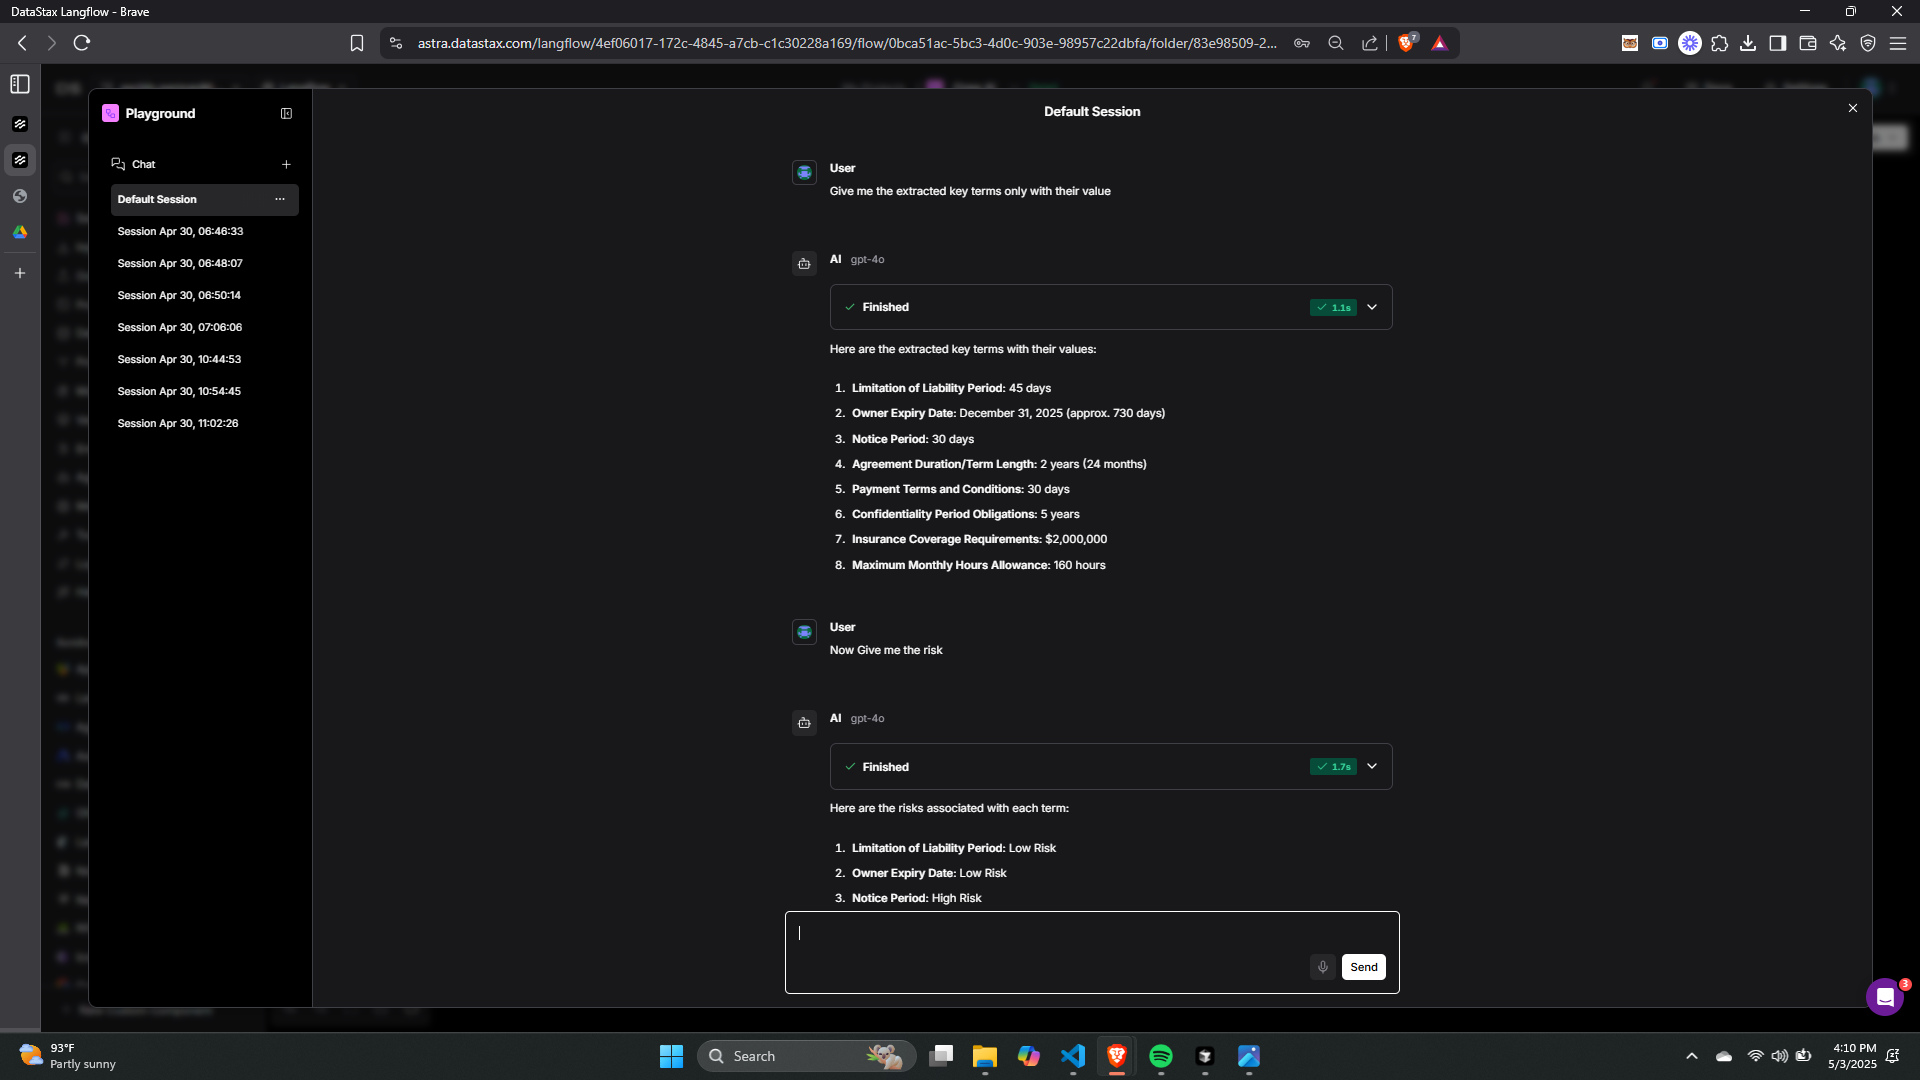 DataStax Langflow - Brave
astra.datastax.com/langflow/4ef06017-172c-4845-a7cb-c1c30228a169/flow/0bca51ac-5bc3-4d0c-903e-98957c22dbfa/folder/83e98509-2...
7
Playground
Default Session
Chat
Default Session
Session Apr 30, 06:46:33
Session Apr 30, 06:48:07
Session Apr 30, 06:50:14
Session Apr 30, 07:06:06
Session Apr 30, 10:44:53
Session Apr 30, 10:54:45
Session Apr 30, 11:02:26
User
Give me the extracted key terms only with their value
AI gpt-4o
Finished 1.1s
Here are the extracted key terms with their values:
1. Limitation of Liability Period: 45 days
2. Owner Expiry Date: December 31, 2025 (approx. 730 days)
3. Notice Period: 30 days
4. Agreement Duration/Term Length: 2 years (24 months)
5. Payment Terms and Conditions: 30 days
6. Confidentiality Period Obligations: 5 years
7. Insurance Coverage Requirements: $2,000,000
8. Maximum Monthly Hours Allowance: 160 hours
User
Now Give me the risk
AI gpt-4o
Finished 1.7s
Here are the risks associated with each term:
1. Limitation of Liability Period: Low Risk
2. Owner Expiry Date: Low Risk
3. Notice Period: High Risk
Send
3
93°F
Partly sunny
Search
4:10 PM
5/3/2025